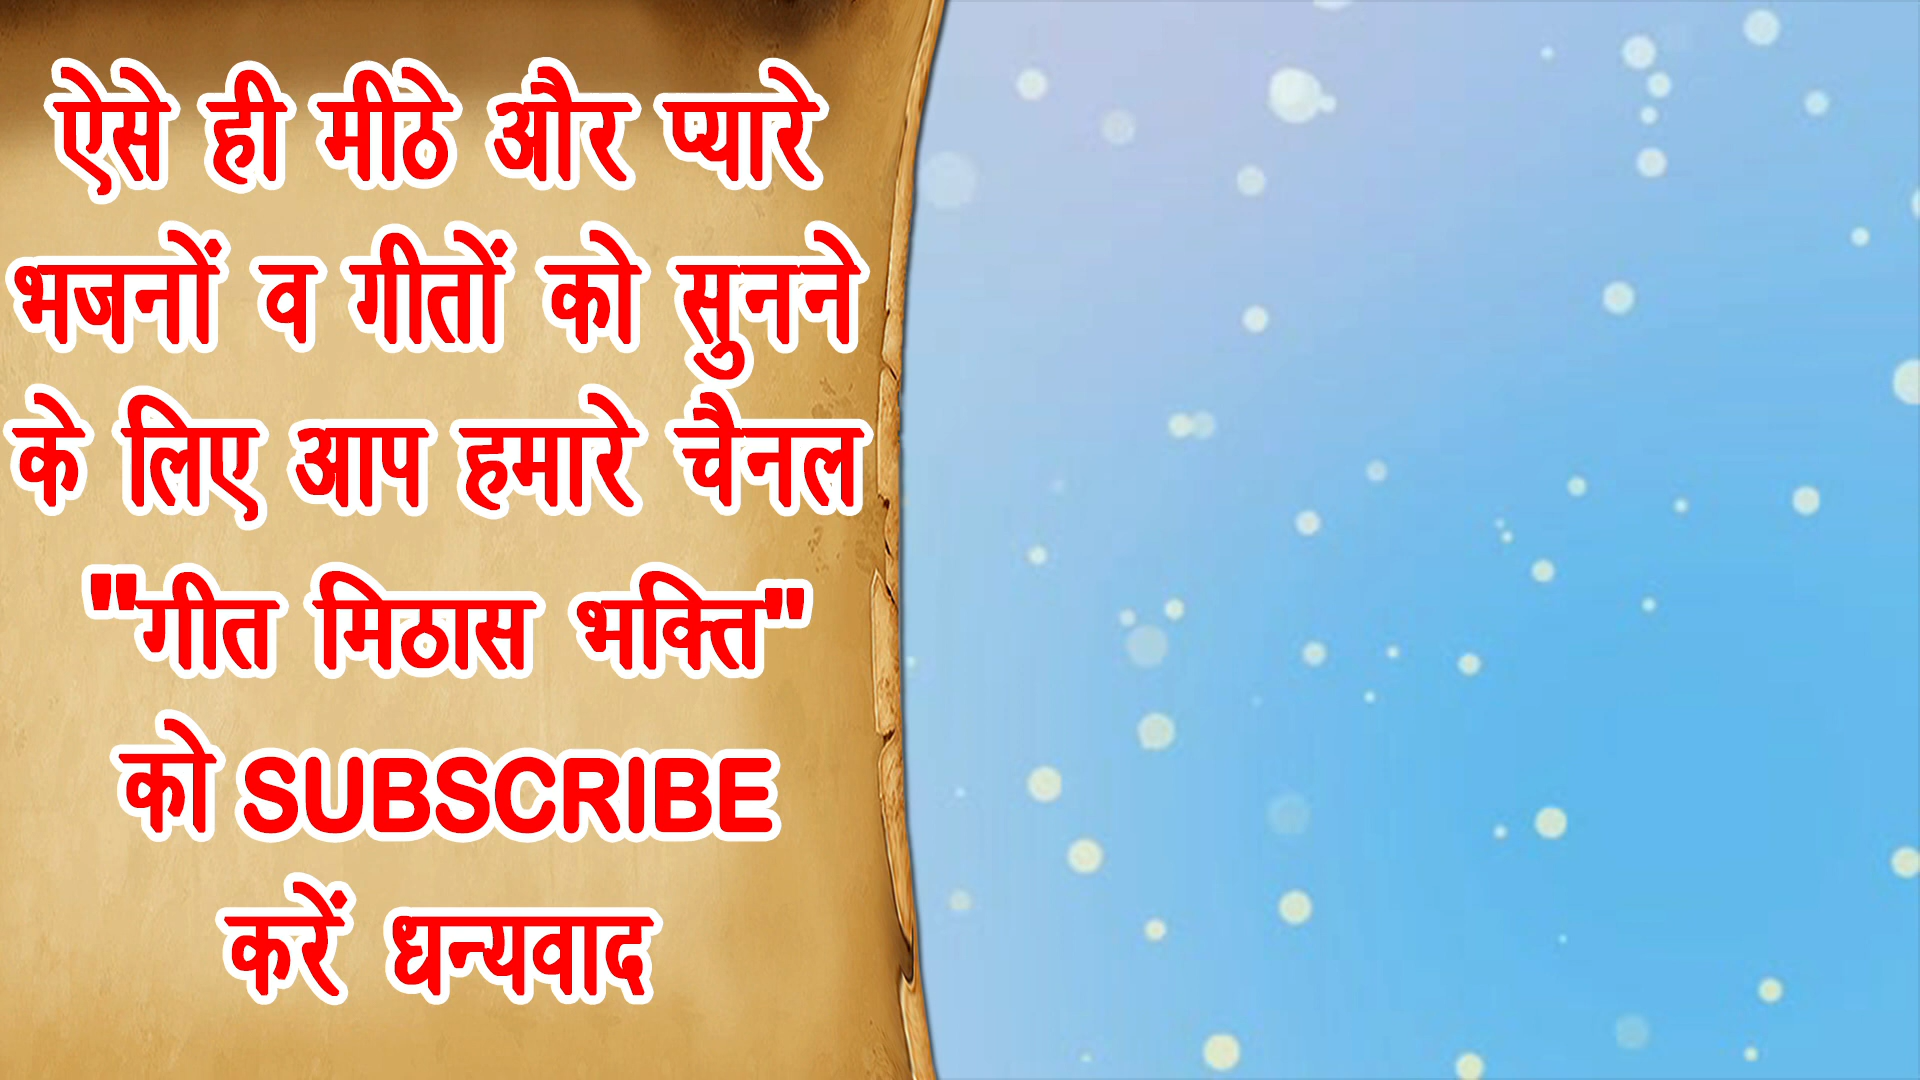 ऐसे ही मीठे और प्यारे
भजनों व गीतों को सुनने
के लिए आप हमारे चैनल
"गीत मिठास भक्ति"
को SUBSCRIBE
करें धन्यवाद